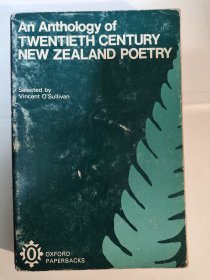 An Anthology of
TWENTIETH CENTURY
NEW ZEALAND POETRY
Selected by
Vincent O'Sullivan
OXFORD
PAPERBACKS